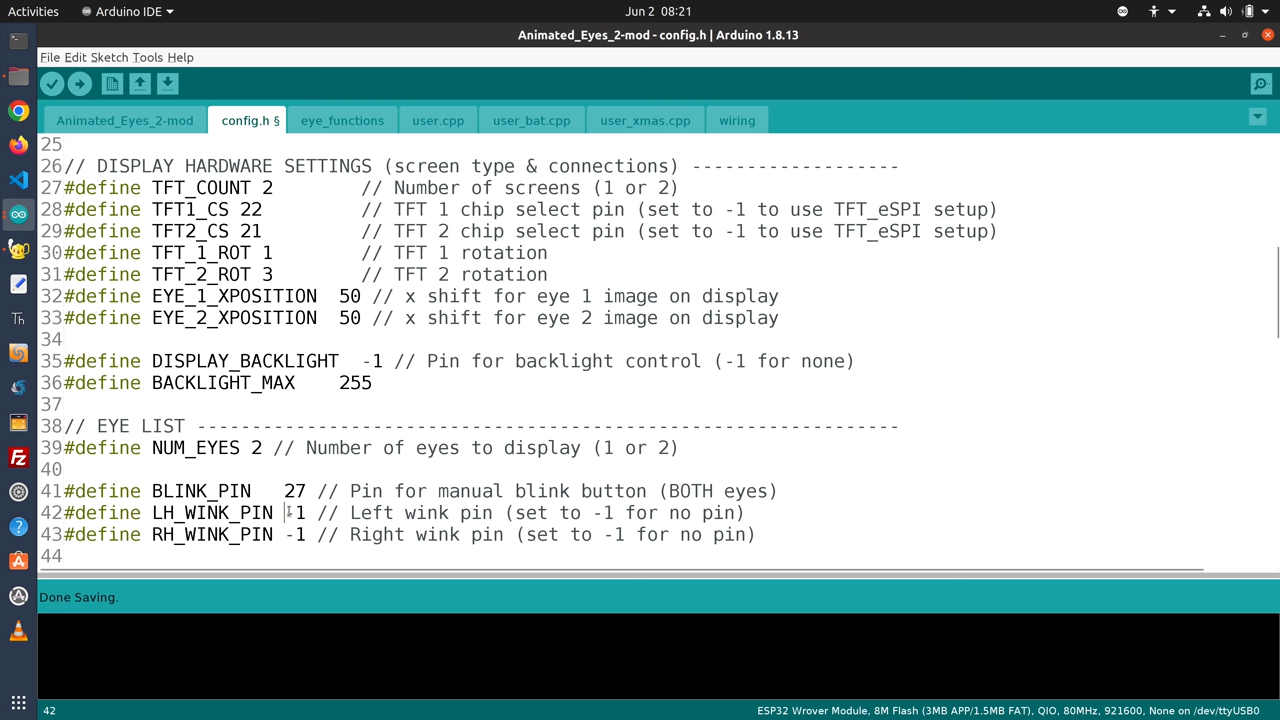 Activities Arduino IDE Jun 2 08:21
Animated_Eyes_2-mod - config.h | Arduino 1.8.13
File Edit Sketch Tools Help
Animated_Eyes_2-mod config.h § eye_functions user.cpp user_bat.cpp user_xmas.cpp wiring
25
26// DISPLAY HARDWARE SETTINGS (screen type & connections) -------------------
27#define TFT_COUNT 2        // Number of screens (1 or 2)
28#define TFT1_CS 22         // TFT 1 chip select pin (set to -1 to use TFT_eSPI setup)
29#define TFT2_CS 21         // TFT 2 chip select pin (set to -1 to use TFT_eSPI setup)
30#define TFT_1_ROT 1        // TFT 1 rotation
31#define TFT_2_ROT 3        // TFT 2 rotation
32#define EYE_1_XPOSITION  50 // x shift for eye 1 image on display
33#define EYE_2_XPOSITION  50 // x shift for eye 2 image on display
34
35#define DISPLAY_BACKLIGHT  -1 // Pin for backlight control (-1 for none)
36#define BACKLIGHT_MAX    255
37
38// EYE LIST ----------------------------------------------------------------
39#define NUM_EYES 2 // Number of eyes to display (1 or 2)
40
41#define BLINK_PIN   27 // Pin for manual blink button (BOTH eyes)
42#define LH_WINK_PIN -1 // Left wink pin (set to -1 for no pin)
43#define RH_WINK_PIN -1 // Right wink pin (set to -1 for no pin)
44
Done Saving.
42 ESP32 Wrover Module, 8M Flash (3MB APP/1.5MB FAT), QIO, 80MHz, 921600, None on /dev/ttyUSB0